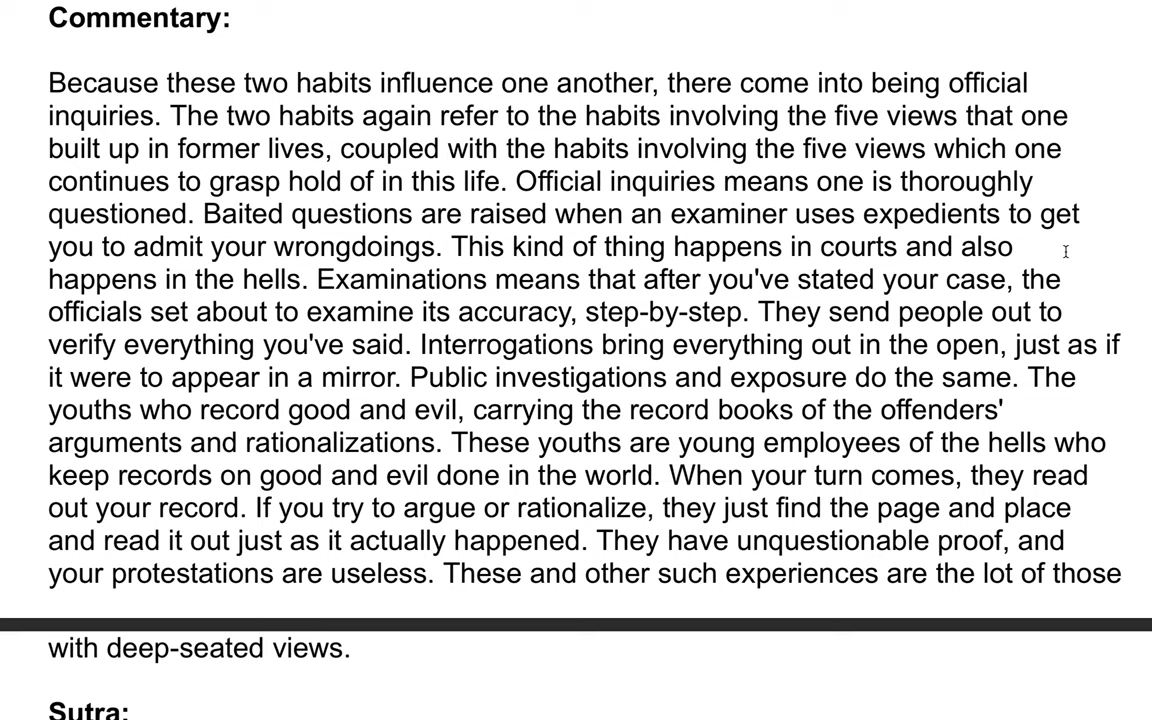 Commentary:
Because these two habits influence one another, there come into being official
inquiries. The two habits again refer to the habits involving the five views that one
built up in former lives, coupled with the habits involving the five views which one
continues to grasp hold of in this life. Official inquiries means one is thoroughly
questioned. Baited questions are raised when an examiner uses expedients to get
you to admit your wrongdoings. This kind of thing happens in courts and also
happens in the hells. Examinations means that after you've stated your case, the
officials set about to examine its accuracy, step-by-step. They send people out to
verify everything you've said. Interrogations bring everything out in the open, just as if
it were to appear in a mirror. Public investigations and exposure do the same. The
youths who record good and evil, carrying the record books of the offenders'
arguments and rationalizations. These youths are young employees of the hells who
keep records on good and evil done in the world. When your turn comes, they read
out your record. If you try to argue or rationalize, they just find the page and place
and read it out just as it actually happened. They have unquestionable proof, and
your protestations are useless. These and other such experiences are the lot of those
with deep-seated views.
Sutra: